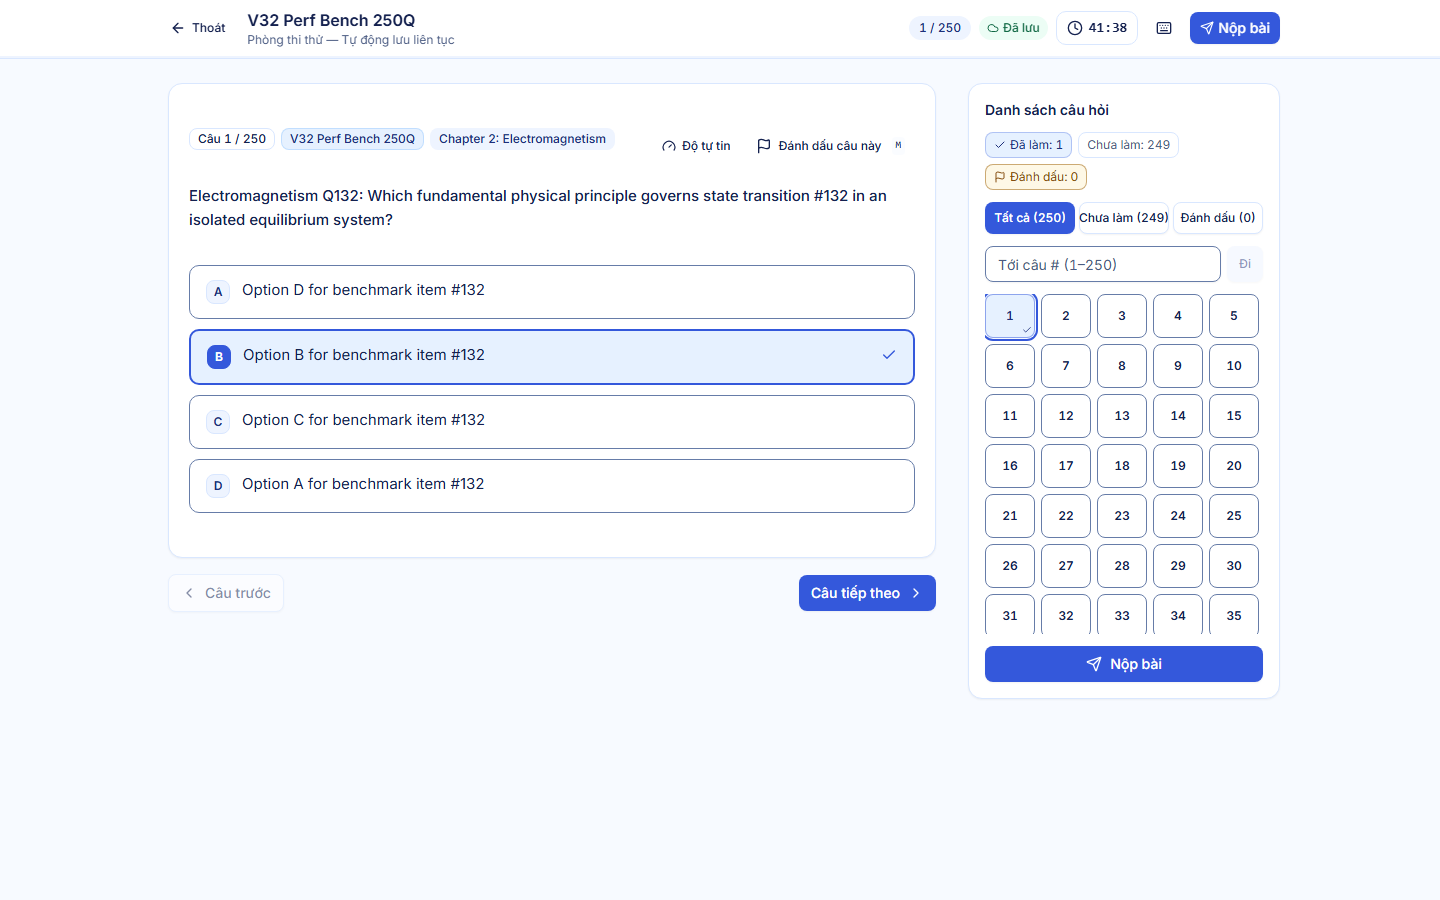 Thoát
V32 Perf Bench 250Q
Phòng thi thử — Tự động lưu liên tục
1 / 250
Đã lưu
41:38
Nộp bài
Câu 1 / 250
V32 Perf Bench 250Q
Chapter 2: Electromagnetism
Độ tự tin
Đánh dấu câu này M
Electromagnetism Q132: Which fundamental physical principle governs state transition #132 in an
isolated equilibrium system?
A Option D for benchmark item #132
B Option B for benchmark item #132
C Option C for benchmark item #132
D Option A for benchmark item #132
Câu trước
Câu tiếp theo
Danh sách câu hỏi
Đã làm: 1
Chưa làm: 249
Đánh dấu: 0
Tất cả (250)
Chưa làm (249)
Đánh dấu (0)
Tới câu # (1–250)
Đi
1 2 3 4 5
6 7 8 9 10
11 12 13 14 15
16 17 18 19 20
21 22 23 24 25
26 27 28 29 30
31 32 33 34 35
Nộp bài